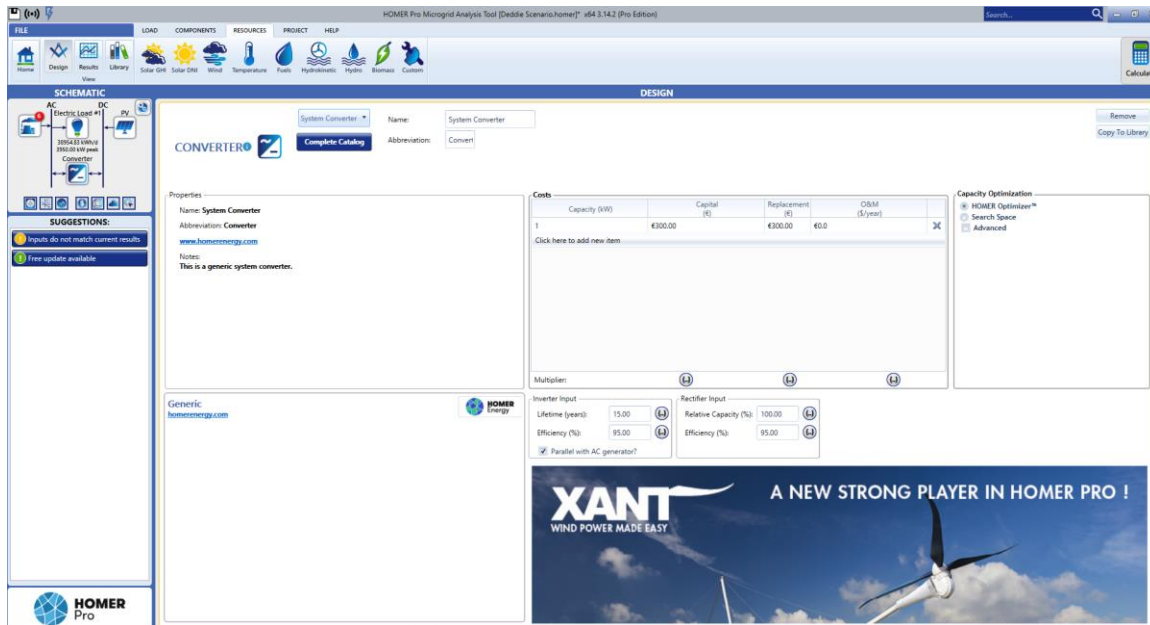 HOMER Pro Microgrid Analysis Tool [Deddie Scenario.homer]* x64 3.14.2 (Pro Edition)
Search...
FILE
LOAD COMPONENTS RESOURCES PROJECT HELP
Home Design Results Library
View
Solar GHI Solar DNI Wind Temperature Fuels Hydrokinetic Hydro Biomass Custom
Calculate
SCHEMATIC
DESIGN
AC DC
Electric Load #1 PV
3950.00 kW peak
Converter
SUGGESTIONS:
Inputs do not match current results
Free update available
HOMER
Pro
CONVERTER
System Converter
Complete Catalog
Name: System Converter
Abbreviation: Convert
Remove
Copy To Library
Properties
Name: System Converter
Abbreviation: Converter
www.homerenergy.com
Notes:
This is a generic system converter.
Costs
Capacity (kW) Capital (€) Replacement (€) O&M ($/year)
1 €300.00 €300.00 €0.0
Click here to add new item
Multiplier: (..) (..) (..)
Capacity Optimization
HOMER Optimizer™
Search Space
Advanced
Generic
homerenergy.com
HOMER
Energy
Inverter Input
Lifetime (years): 15.00 (..)
Efficiency (%): 95.00 (..)
Parallel with AC generator?
Rectifier Input
Relative Capacity (%): 100.00 (..)
Efficiency (%): 95.00 (..)
XANT
WIND POWER MADE EASY
A NEW STRONG PLAYER IN HOMER PRO !